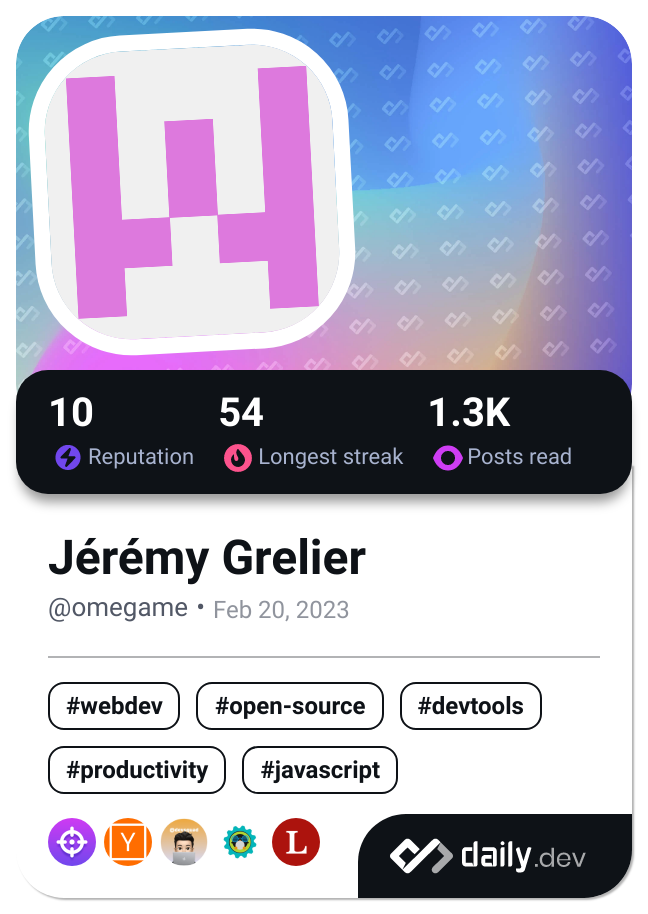 10 54 1.3K
Reputation Longest streak Posts read
Jérémy Grelier
@omegame • Feb 20, 2023
#webdev #open-source #devtools
#productivity #javascript
Y L
daily.dev